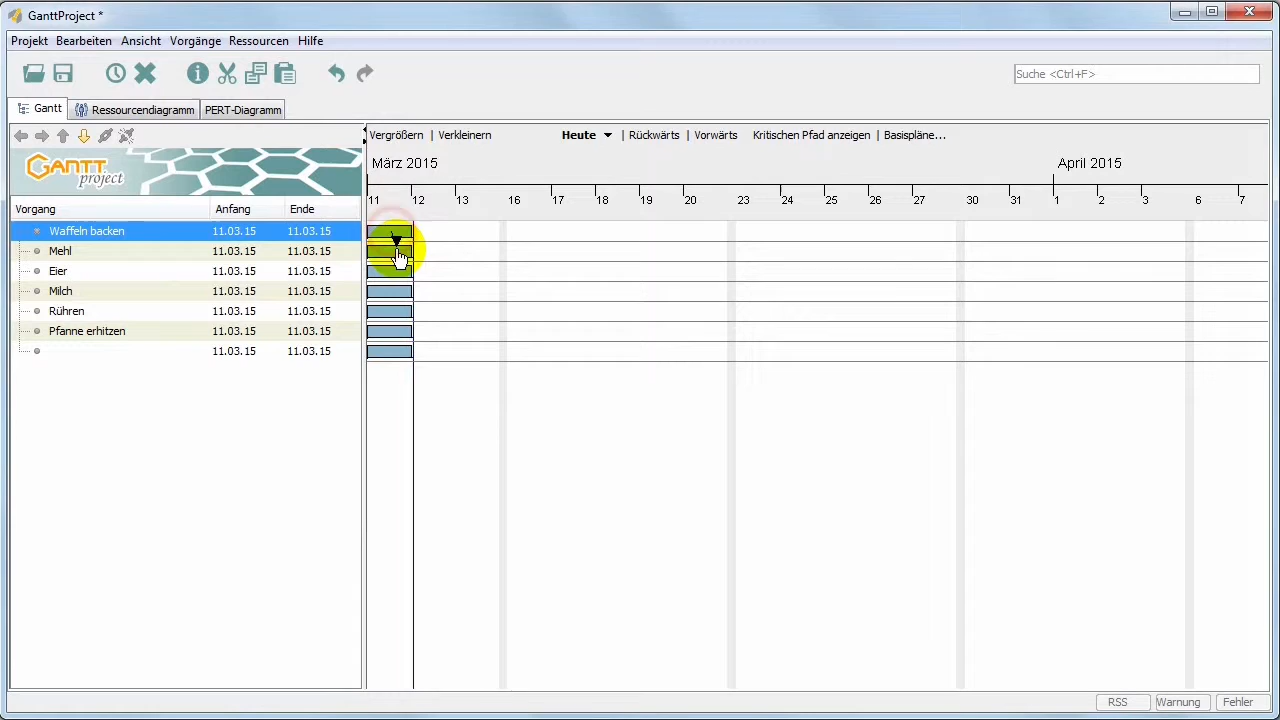 GanttProject *
Projekt Bearbeiten Ansicht Vorgänge Ressourcen Hilfe
Suche <Ctrl+F>
Gantt Ressourcendiagramm PERT-Diagramm
Vergrößern | Verkleinern Heute | Rückwärts | Vorwärts Kritischen Pfad anzeigen | Basispläne...
GANTT
project
März 2015 April 2015
11 12 13 16 17 18 19 20 23 24 25 26 27 30 31 1 2 3 6 7
Vorgang Anfang Ende
Waffeln backen 11.03.15 11.03.15
Mehl 11.03.15 11.03.15
Eier 11.03.15 11.03.15
Milch 11.03.15 11.03.15
Rühren 11.03.15 11.03.15
Pfanne erhitzen 11.03.15 11.03.15
11.03.15 11.03.15
RSS Warnung Fehler